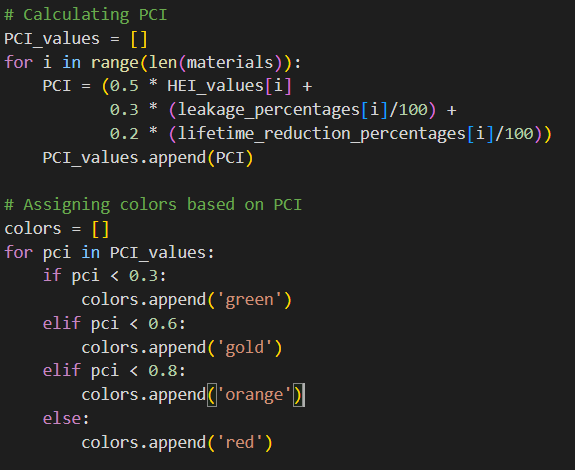 # Calculating PCI
PCI_values = []
for i in range(len(materials)):
    PCI = (0.5 * HEI_values[i] +
           0.3 * (leakage_percentages[i]/100) +
           0.2 * (lifetime_reduction_percentages[i]/100))
    PCI_values.append(PCI)

# Assigning colors based on PCI
colors = []
for pci in PCI_values:
    if pci < 0.3:
        colors.append('green')
    elif pci < 0.6:
        colors.append('gold')
    elif pci < 0.8:
        colors.append('orange')
    else:
        colors.append('red')